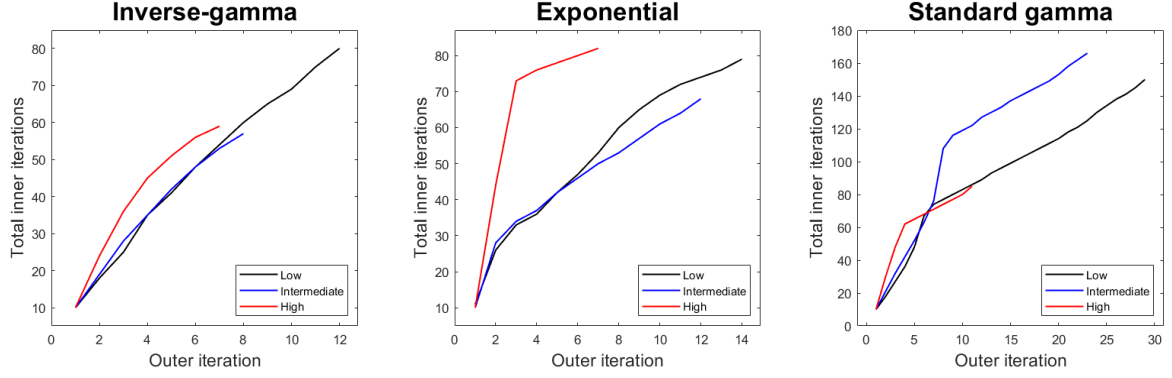 Inverse-gamma
Total inner iterations
80
70
60
50
40
30
20
10
0 2 4 6 8 10 12
Outer iteration
Low
Intermediate
High
Exponential
Total inner iterations
80
70
60
50
40
30
20
10
0 2 4 6 8 10 12 14
Outer iteration
Low
Intermediate
High
Standard gamma
Total inner iterations
180
160
140
120
100
80
60
40
20
0
0 5 10 15 20 25 30
Outer iteration
Low
Intermediate
High